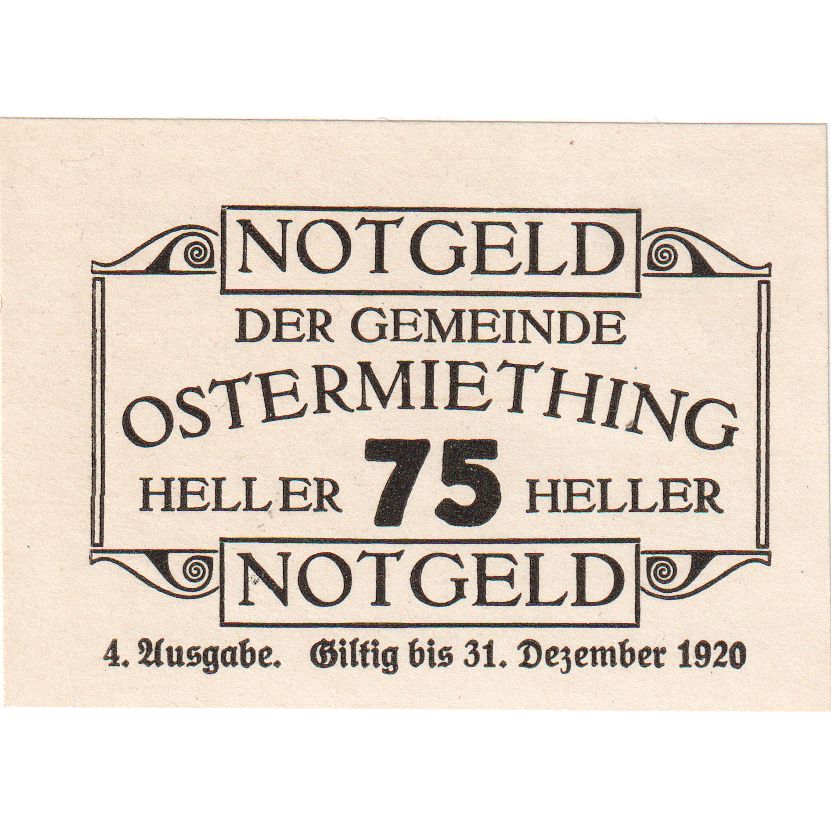 NOTGELD
DER GEMEINDE
OSTERMIETHING
HELLER 75 HELLER
NOTGELD
4. Ausgabe. Giltig bis 31. Dezember 1920